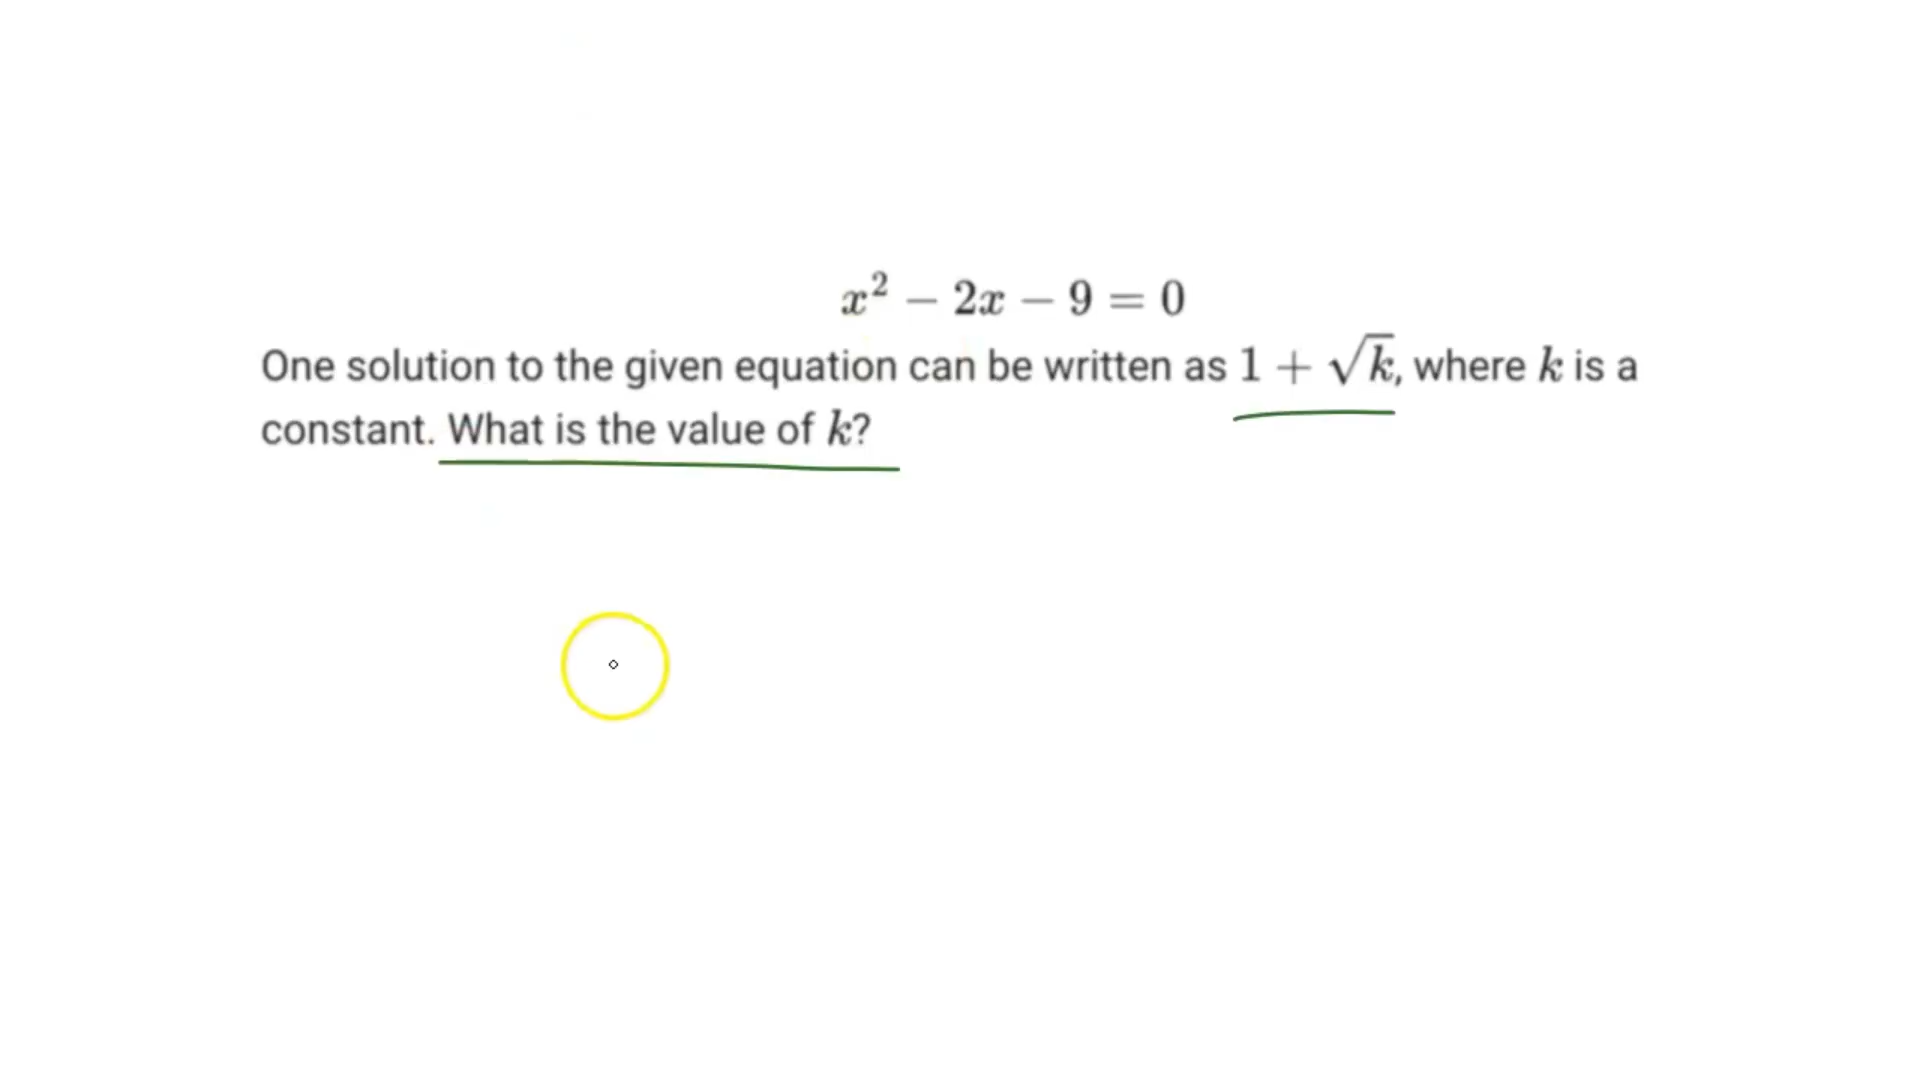 x² − 2x − 9 = 0
One solution to the given equation can be written as 1 + √k, where k is a
constant. What is the value of k?